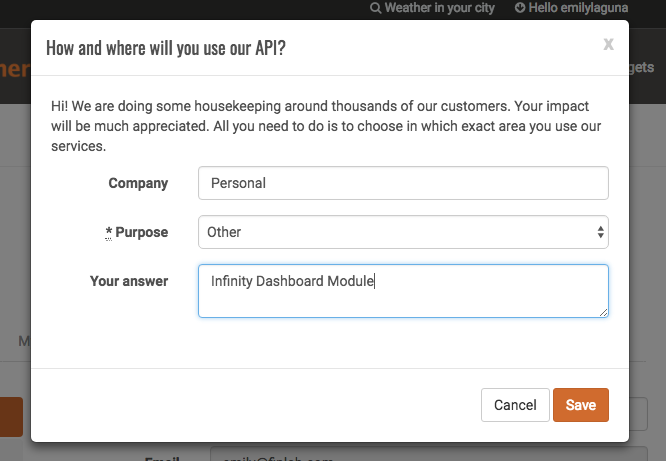 Weather in your city Hello emilylaguna
How and where will you use our API? x
ner
gets
Hi! We are doing some housekeeping around thousands of our customers. Your impact
will be much appreciated. All you need to do is to choose in which exact area you use our
services.
Company Personal
* Purpose Other
Your answer Infinity Dashboard Module
M
Cancel Save